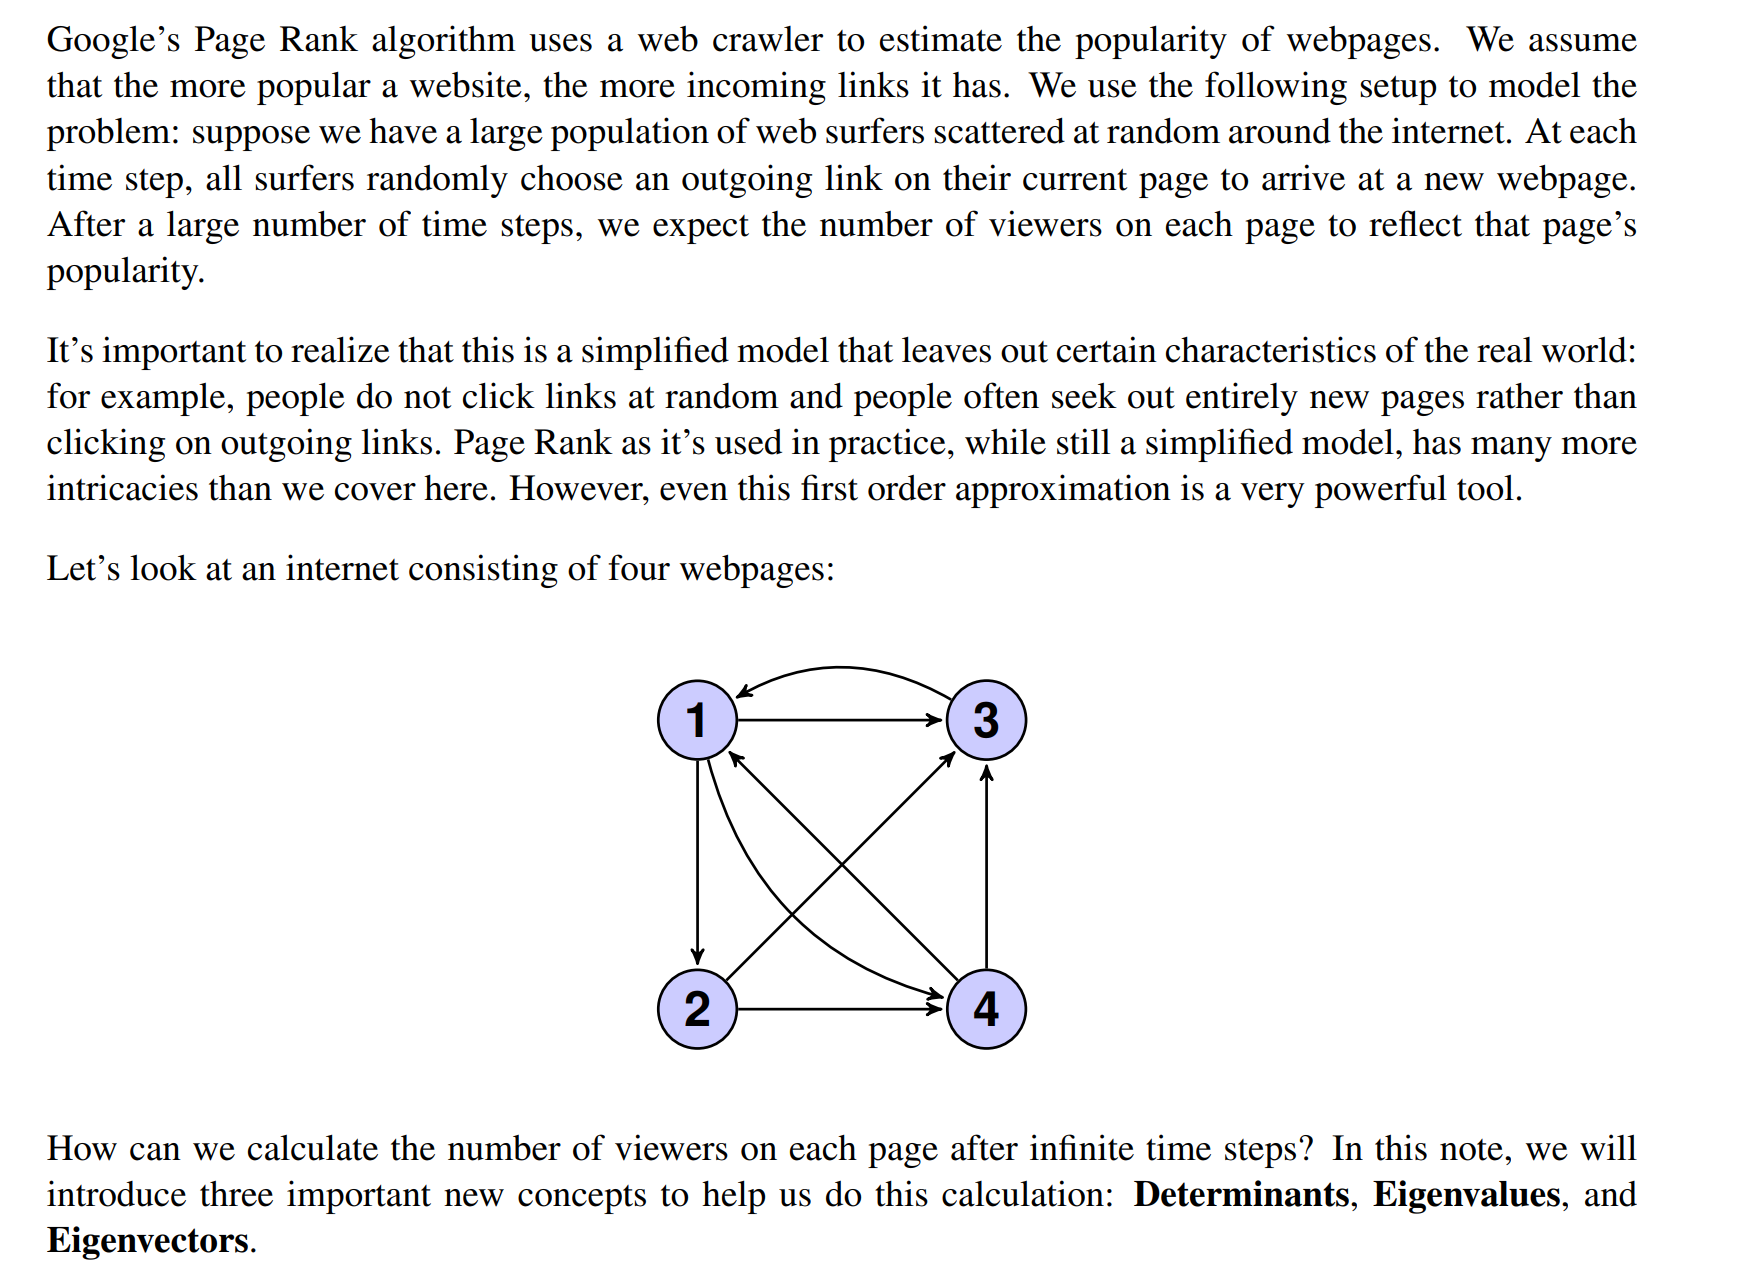 Google’s Page Rank algorithm uses a web crawler to estimate the popularity of webpages. We assume
that the more popular a website, the more incoming links it has. We use the following setup to model the
problem: suppose we have a large population of web surfers scattered at random around the internet. At each
time step, all surfers randomly choose an outgoing link on their current page to arrive at a new webpage.
After a large number of time steps, we expect the number of viewers on each page to reflect that page’s
popularity.
It’s important to realize that this is a simplified model that leaves out certain characteristics of the real world:
for example, people do not click links at random and people often seek out entirely new pages rather than
clicking on outgoing links. Page Rank as it’s used in practice, while still a simplified model, has many more
intricacies than we cover here. However, even this first order approximation is a very powerful tool.
Let’s look at an internet consisting of four webpages:
1 3
2 4
How can we calculate the number of viewers on each page after infinite time steps? In this note, we will
introduce three important new concepts to help us do this calculation: Determinants, Eigenvalues, and
Eigenvectors.